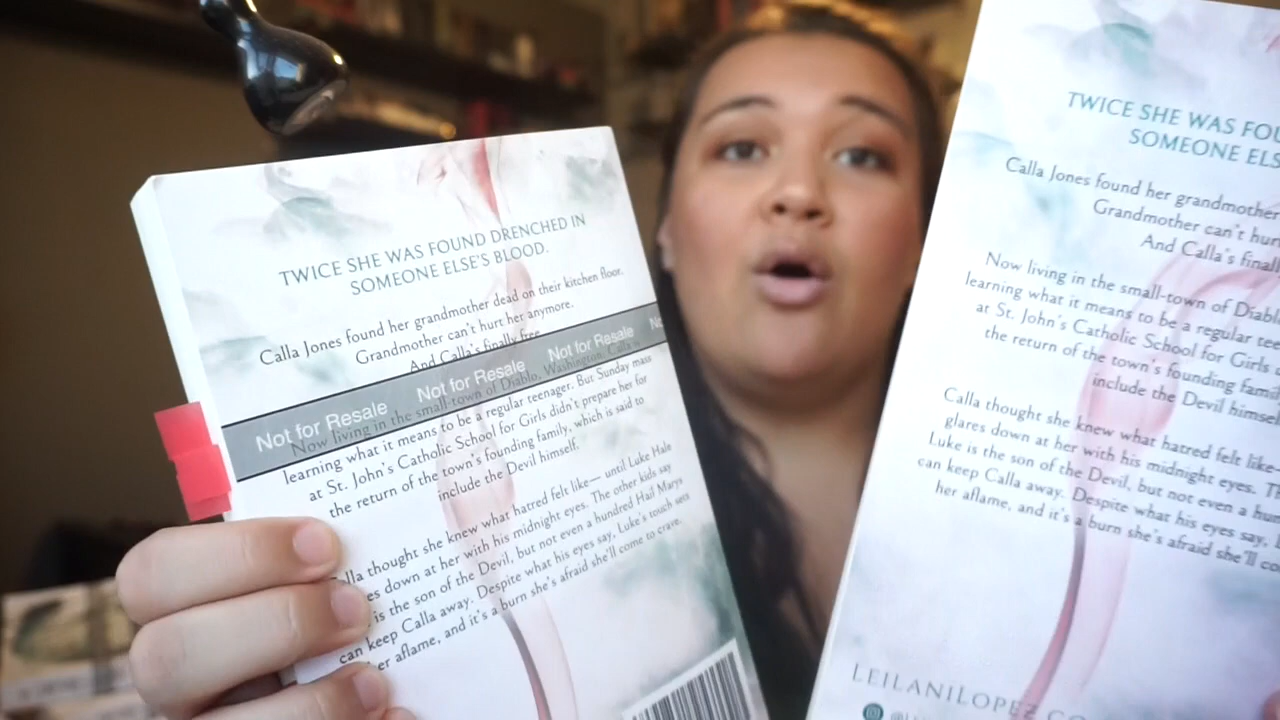 TWICE SHE WAS FOUND DRENCHED IN
SOMEONE ELSE'S BLOOD.
Calla Jones found her grandmother dead on their kitchen floor.
Grandmother can't hurt her anymore.
And Calla's finally free
Not for Resale Not for Resale Not for Resale
Now living in the small-town of Diablo, Washington, Calla's
learning what it means to be a regular teenager. But Sunday mass
at St. John's Catholic School for Girls didn't prepare her for
the return of the town's founding family, which is said to
include the Devil himself.
lla thought she knew what hatred felt like— until Luke Hale
es down at her with his midnight eyes. The other kids say
is the son of the Devil, but not even a hundred Hail Marys
can keep Calla away. Despite what his eyes say, Luke's touch sets
er aflame, and it's a burn she's afraid she'll come to crave.
TWICE SHE WAS FOU
SOMEONE ELS
Calla Jones found her grandmother
Grandmother can't hur
And Calla's finall
Now living in the small-town of Diabl
learning what it means to be a regular tee
at St. John's Catholic School for Girls
the return of the town's founding famil
include the Devil himse
Calla thought she knew what hatred felt like—
glares down at her with his midnight eyes. T
Luke is the son of the Devil, but not even a hun
can keep Calla away. Despite what his eyes say,
her aflame, and it's a burn she's afraid she'll co
LEILANILOPEZ.CO